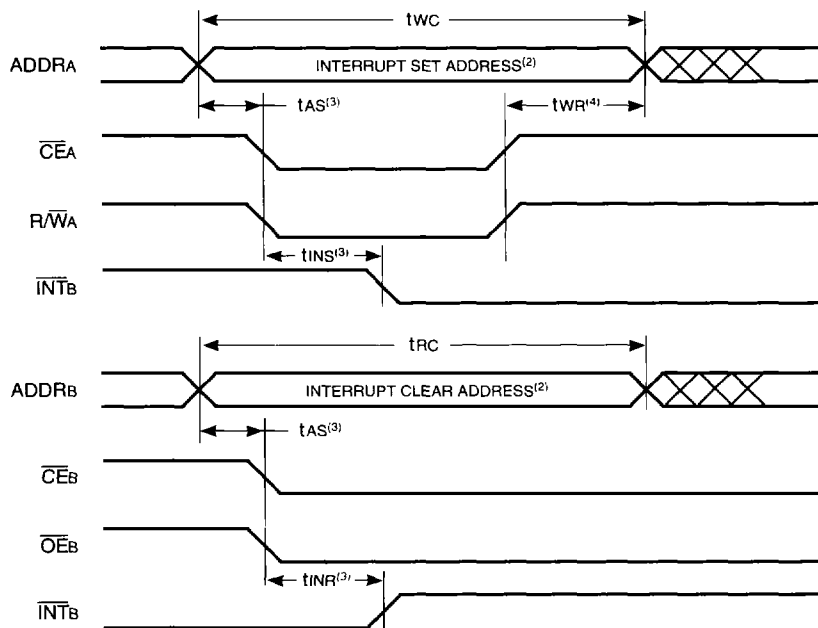 tWC
ADDRA INTERRUPT SET ADDRESS(2)
tAS(3) tWR(4)
CEA
R/WA
tINS(3)
INTB
tRC
ADDRB INTERRUPT CLEAR ADDRESS(2)
tAS(3)
CEB
OEB
tINR(3)
INTB